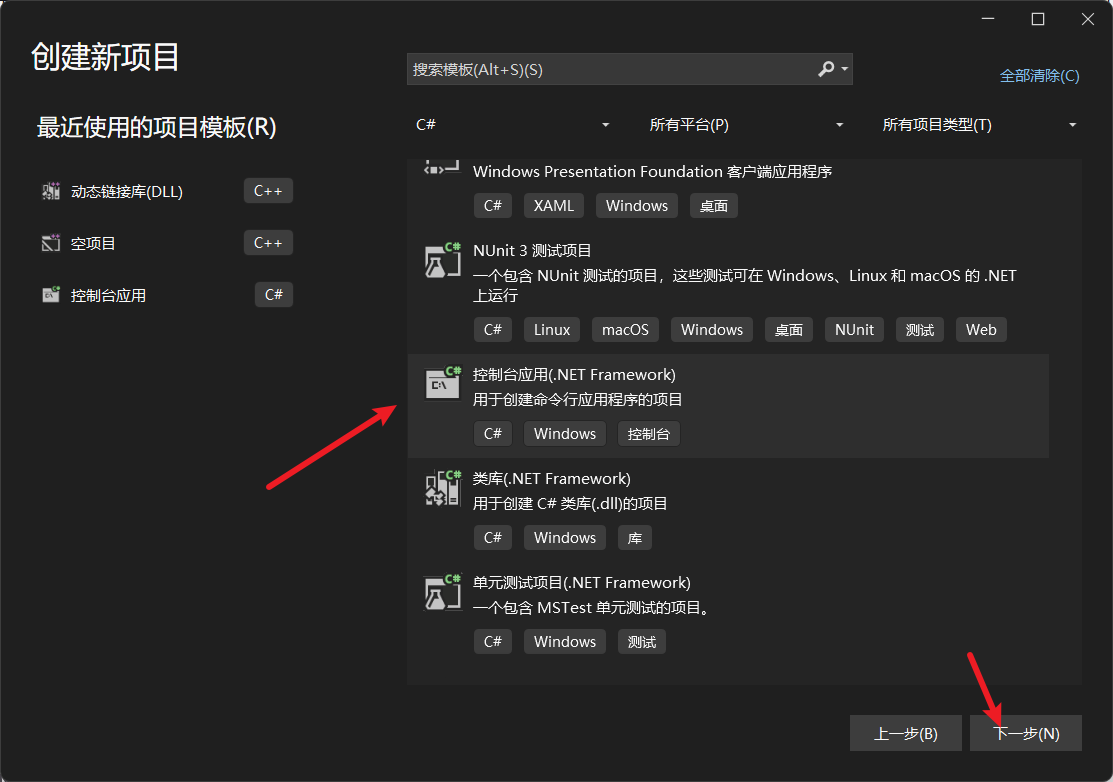 创建新项目
搜索模板(Alt+S)(S)
全部清除(C)
最近使用的项目模板(R)
动态链接库(DLL)
C++
空项目
C++
控制台应用
C#
C#
所有平台(P)
所有项目类型(T)
Windows Presentation Foundation 客户端应用程序
C# XAML Windows 桌面
C#
NUnit 3 测试项目
一个包含 NUnit 测试的项目，这些测试可在 Windows、Linux 和 macOS 的 .NET
上运行
C# Linux macOS Windows 桌面 NUnit 测试 Web
C#
C:\
控制台应用(.NET Framework)
用于创建命令行应用程序的项目
C# Windows 控制台
C#
类库(.NET Framework)
用于创建 C# 类库(.dll)的项目
C# Windows 库
C#
单元测试项目(.NET Framework)
一个包含 MSTest 单元测试的项目。
C# Windows 测试
上一步(B)
下一步(N)